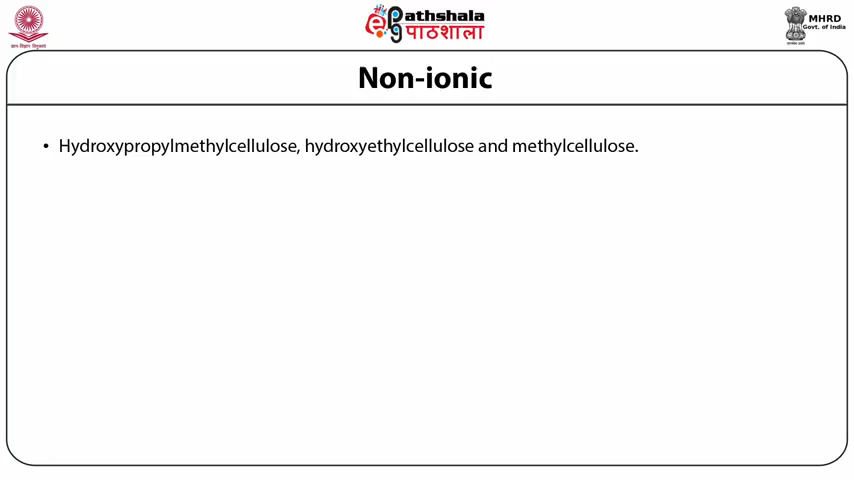 ePathshala
पाठशाला
MHRD
Govt. of India
Non-ionic
• Hydroxypropylmethylcellulose, hydroxyethylcellulose and methylcellulose.